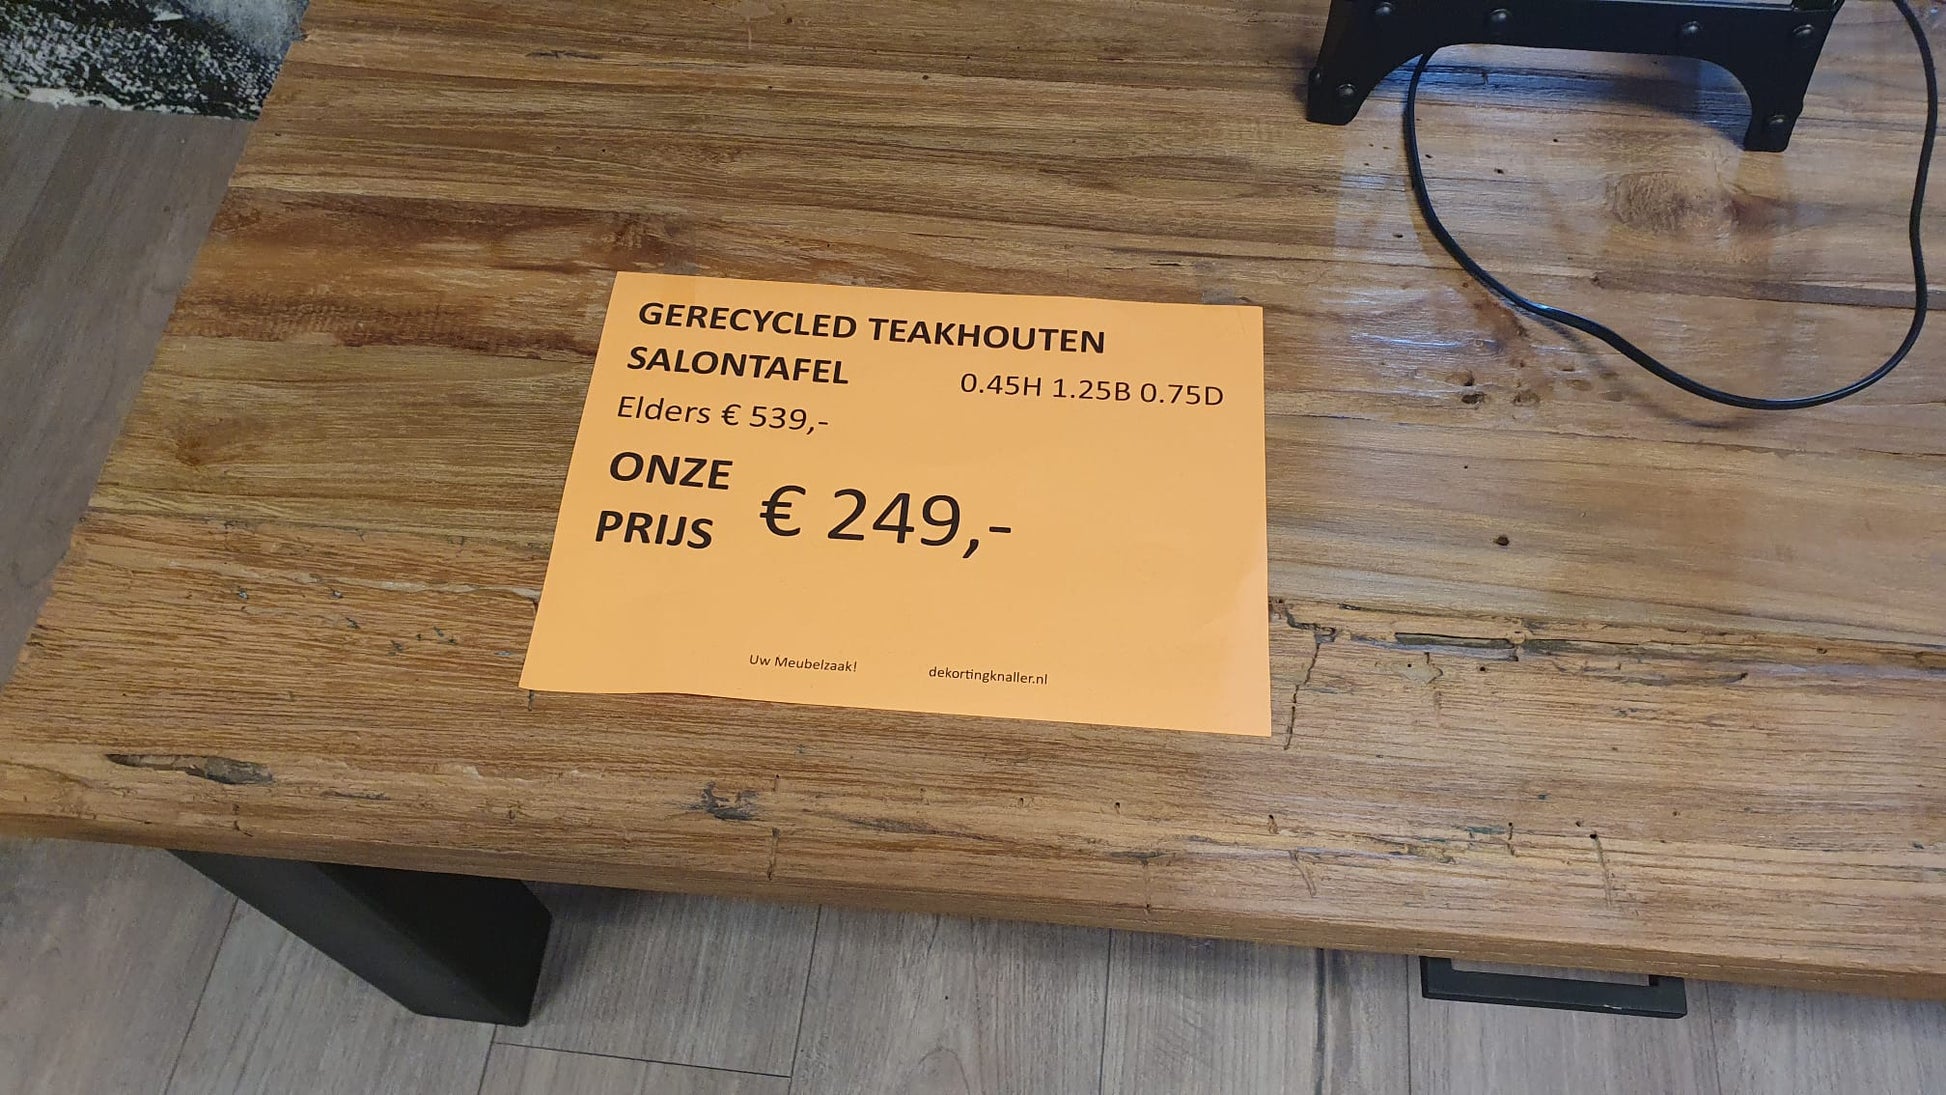 GERECYCLED TEAKHOUTEN
SALONTAFEL
0.45H 1.25B 0.75D
Elders € 539,-
ONZE
PRIJS
€ 249,-
Uw Meubelzaak!
dekortingknaller.nl